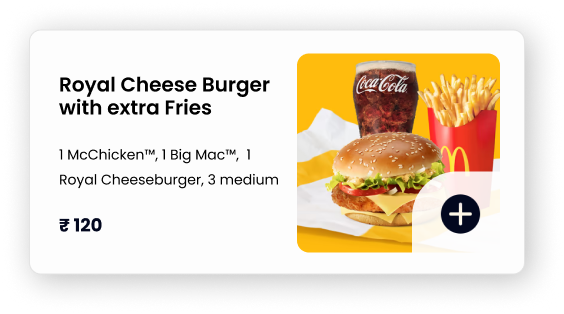 Royal Cheese Burger
with extra Fries
1 McChicken™, 1 Big Mac™, 1
Royal Cheeseburger, 3 medium
₹ 120
Coca-Cola